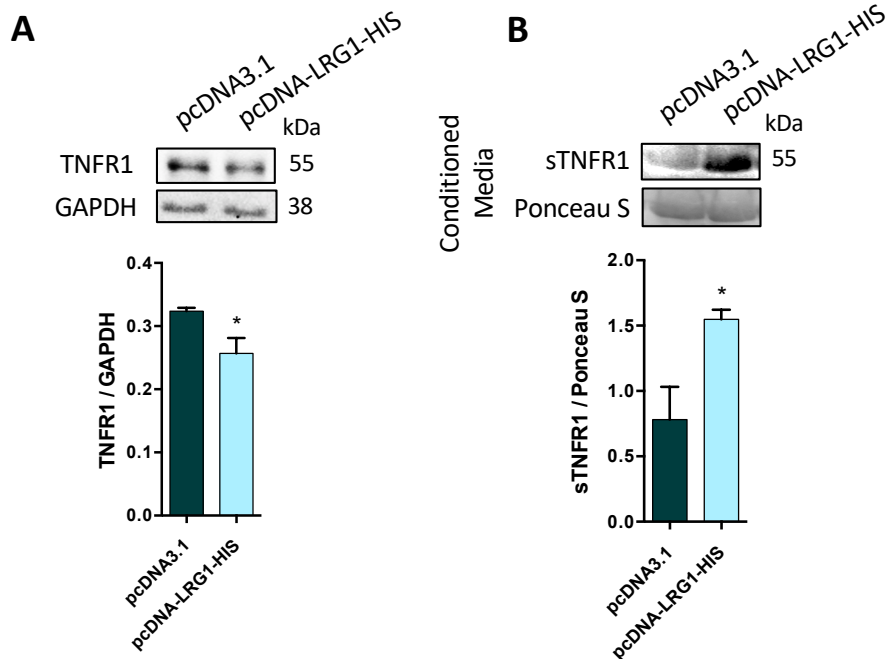 A
pcDNA3.1
pcDNA-LRG1-HIS
kDa
TNFR1
55
GAPDH
38
TNFR1 / GAPDH
0.4
0.3
0.2
0.1
0.0
*
pcDNA3.1
pcDNA-LRG1-HIS
B
pcDNA3.1
pcDNA-LRG1-HIS
kDa
Conditioned
Media
sTNFR1
55
Ponceau S
sTNFR1 / Ponceau S
2.0
1.5
1.0
0.5
0.0
*
pcDNA3.1
pcDNA-LRG1-HIS